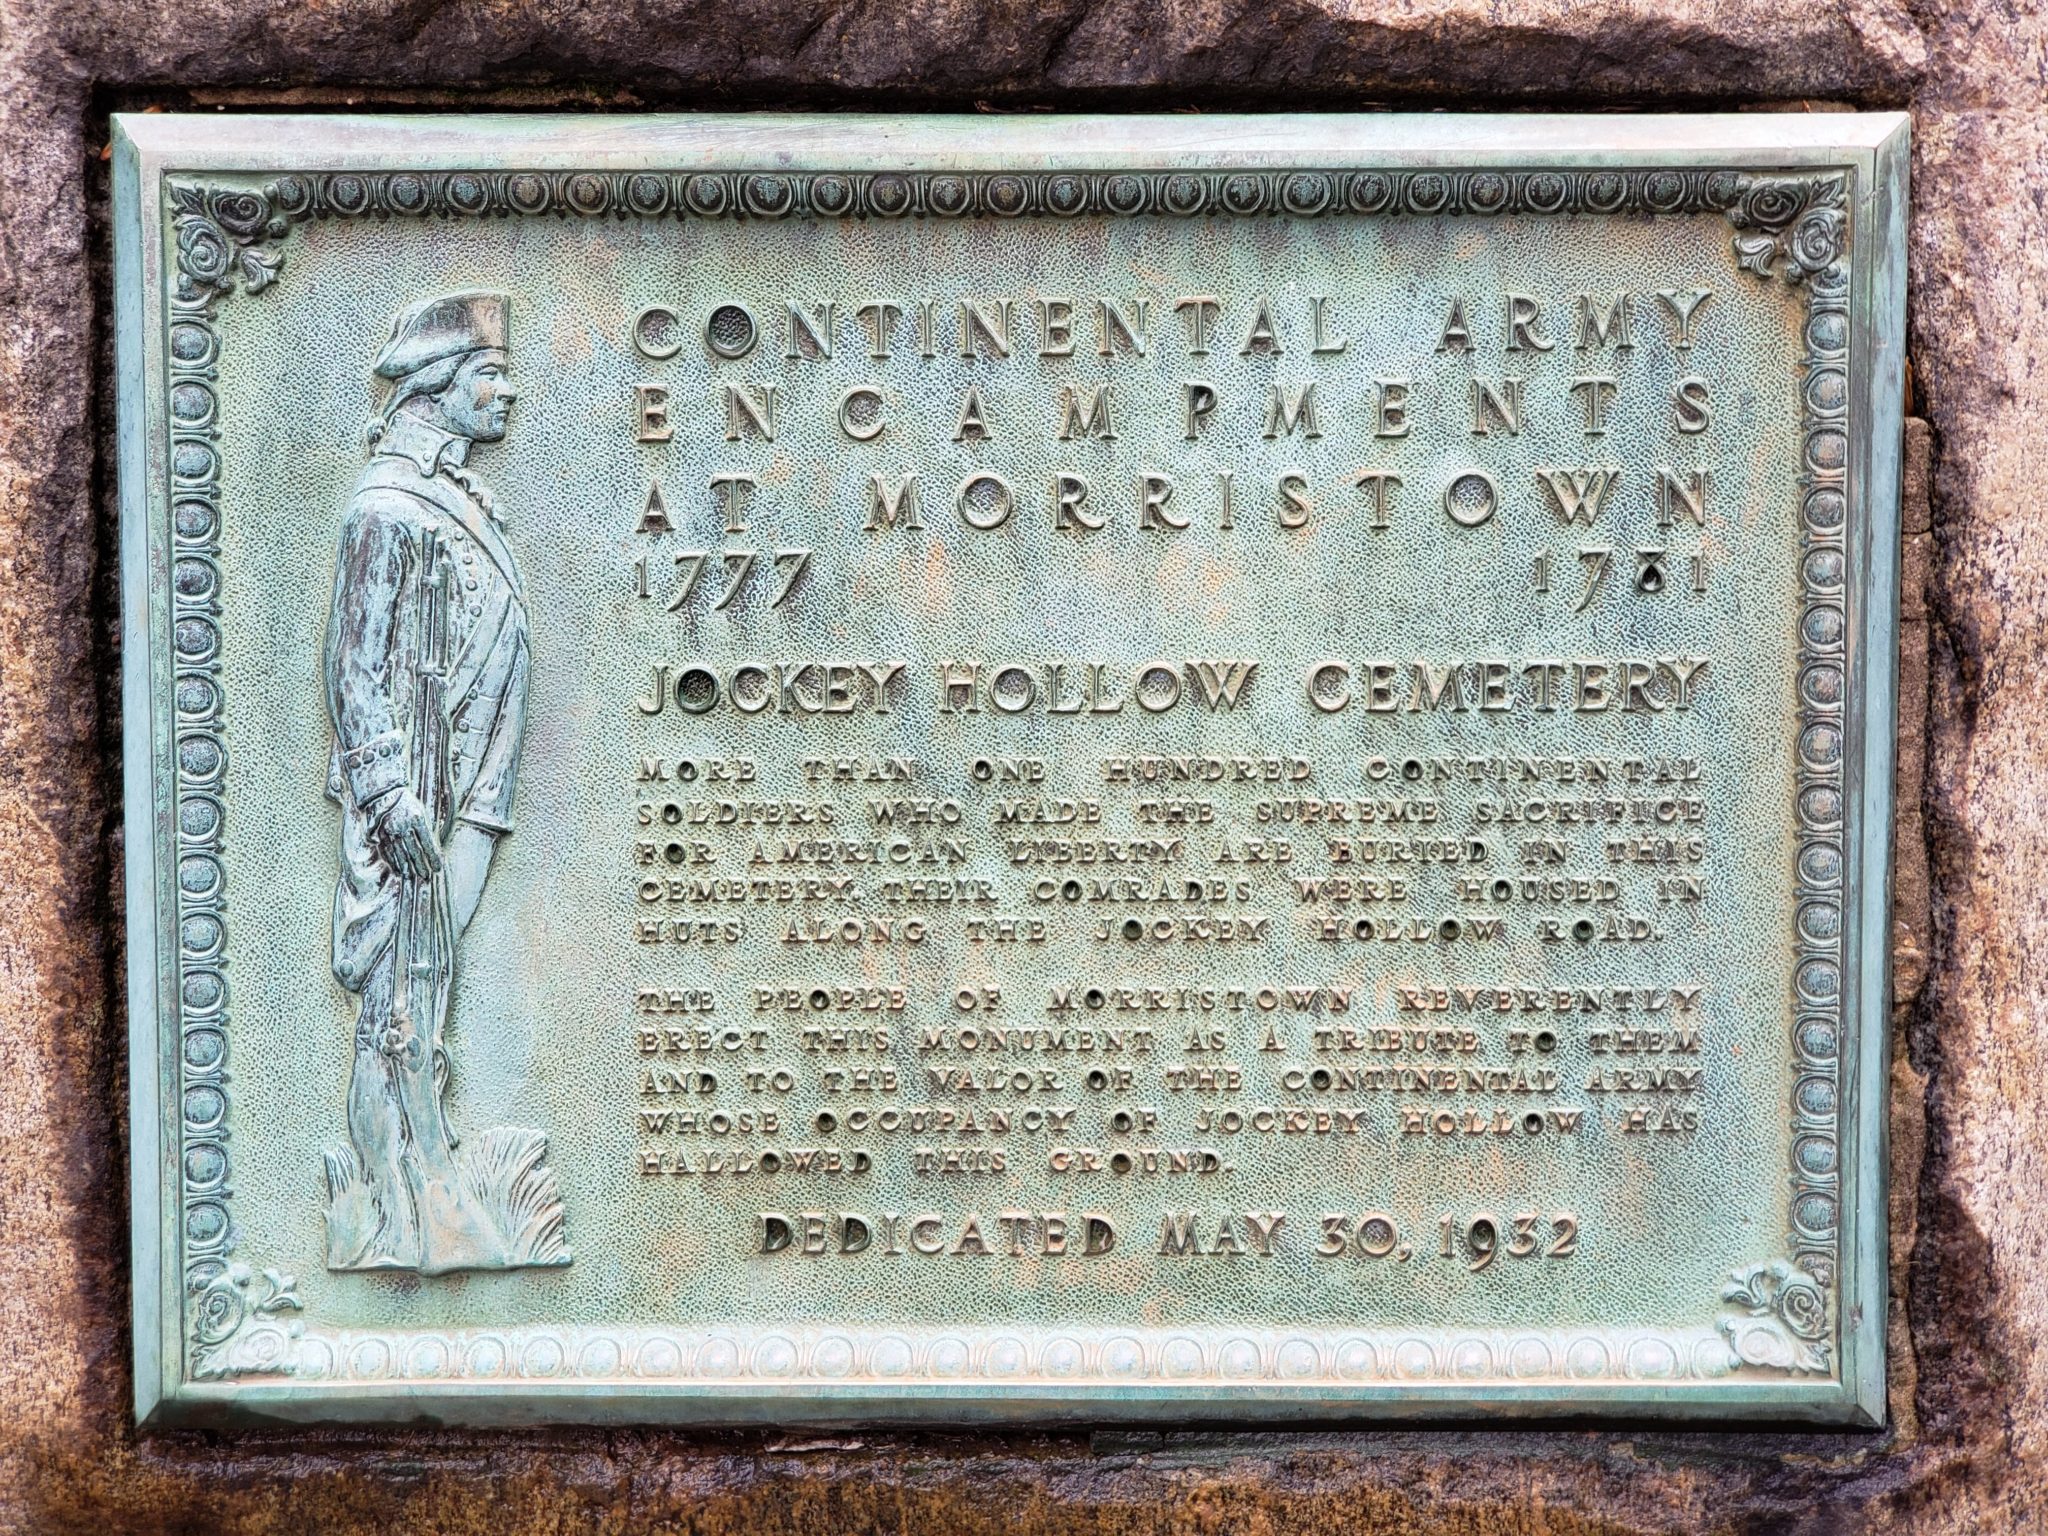 CONTINENTAL ARMY
ENCAMPMENTS
AT MORRISTOWN
1777 1781
JOCKEY HOLLOW CEMETERY
MORE THAN ONE HUNDRED CONTINENTAL
SOLDIERS WHO MADE THE SUPREME SACRIFICE
FOR AMERICAN LIBERTY ARE BURIED IN THIS
CEMETERY. THEIR COMRADES WERE HOUSED IN
HUTS ALONG THE JOCKEY HOLLOW ROAD.
THE PEOPLE OF MORRISTOWN REVERENTLY
ERECT THIS MONUMENT AS A TRIBUTE TO THEM
AND TO THE VALOR OF THE CONTINENTAL ARMY
WHOSE OCCUPANCY OF JOCKEY HOLLOW HAS
HALLOWED THIS GROUND.
DEDICATED MAY 30, 1932